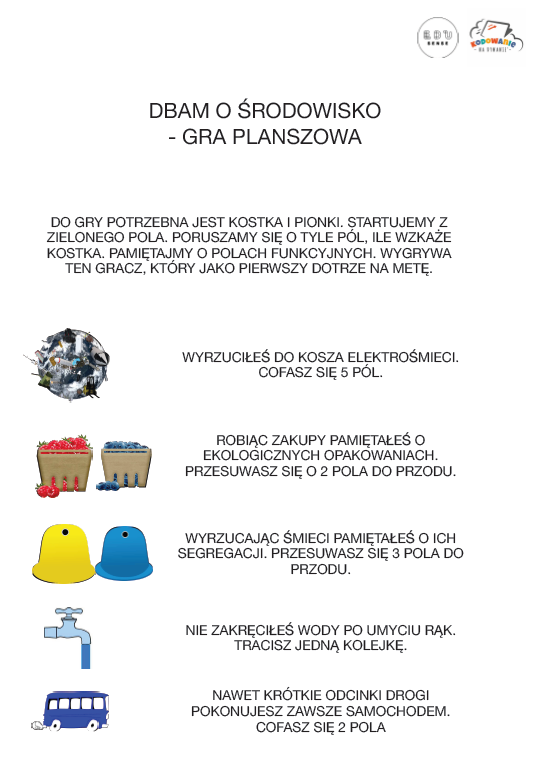 EDU
SENSE
KODOWANIE
NA DYWANIE
DBAM O ŚRODOWISKO
- GRA PLANSZOWA
DO GRY POTRZEBNA JEST KOSTKA I PIONKI. STARTUJEMY Z
ZIELONEGO POLA. PORUSZAMY SIĘ O TYLE PÓL, ILE WZKAŻE
KOSTKA. PAMIĘTAJMY O POLACH FUNKCYJNYCH. WYGRYWA
TEN GRACZ, KTÓRY JAKO PIERWSZY DOTRZE NA METĘ.
WYRZUCIŁEŚ DO KOSZA ELEKTROŚMIECI.
COFASZ SIĘ 5 PÓL.
ROBIĄC ZAKUPY PAMIĘTAŁEŚ O
EKOLOGICZNYCH OPAKOWANIACH.
PRZESUWASZ SIĘ O 2 POLA DO PRZODU.
WYRZUCAJĄC ŚMIECI PAMIĘTAŁEŚ O ICH
SEGREGACJI. PRZESUWASZ SIĘ 3 POLA DO
PRZODU.
NIE ZAKRĘCIŁEŚ WODY PO UMYCIU RĄK.
TRACISZ JEDNĄ KOLEJKĘ.
NAWET KRÓTKIE ODCINKI DROGI
POKONUJESZ ZAWSZE SAMOCHODEM.
COFASZ SIĘ 2 POLA